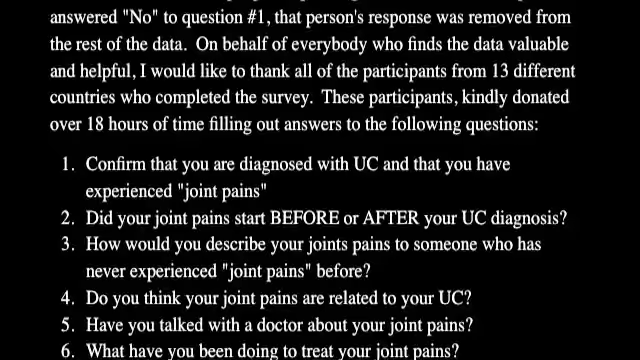 answered "No" to question #1, that person's response was removed from
the rest of the data. On behalf of everybody who finds the data valuable
and helpful, I would like to thank all of the participants from 13 different
countries who completed the survey. These participants, kindly donated
over 18 hours of time filling out answers to the following questions:
1. Confirm that you are diagnosed with UC and that you have
experienced "joint pains"
2. Did your joint pains start BEFORE or AFTER your UC diagnosis?
3. How would you describe your joints pains to someone who has
never experienced "joint pains" before?
4. Do you think your joint pains are related to your UC?
5. Have you talked with a doctor about your joint pains?
6. What have you been doing to treat your joint pains?